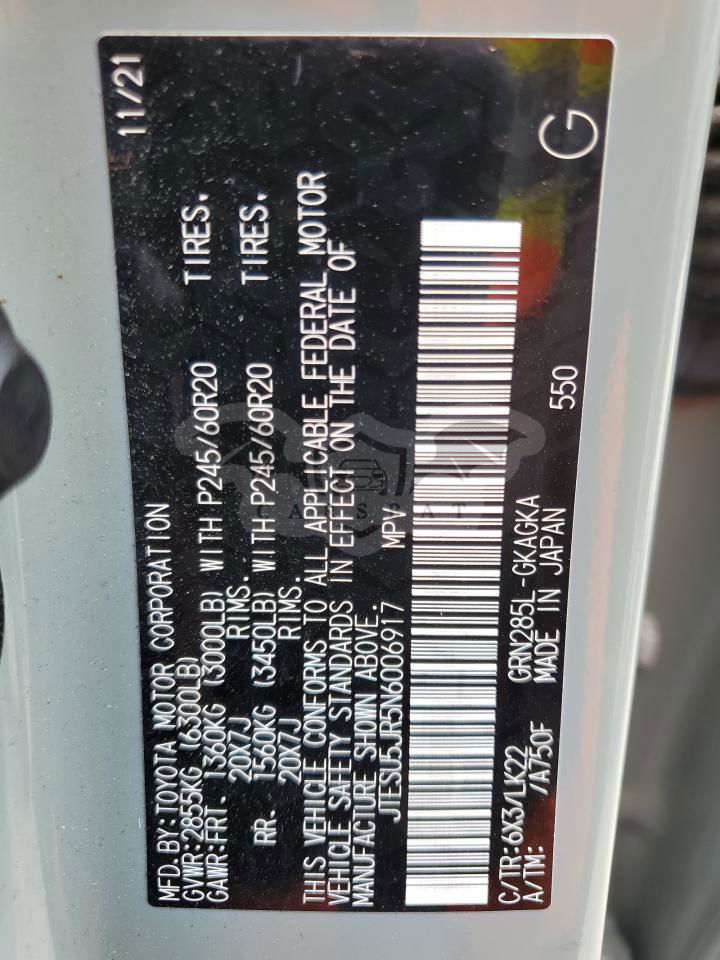 MFD.BY:TOYOTA MOTOR CORPORATION 11/21
GVWR:2855KG (6300LB)
GAWR:FRT. 1360KG (3000LB) WITH P245/60R20 TIRES.
20X7J RIMS.
RR. 1560KG (3450LB) WITH P245/60R20 TIRES.
20X7J RIMS.
THIS VEHICLE CONFORMS TO ALL APPLICABLE FEDERAL MOTOR
VEHICLE SAFETY STANDARDS IN EFFECT ON THE DATE OF
MANUFACTURE SHOWN ABOVE.
JTESU5JR5N6006917 MPV
C/TR:6X3/LK22 GRN285L-GKAGKA
A/TM: /A750F MADE IN JAPAN
550 G